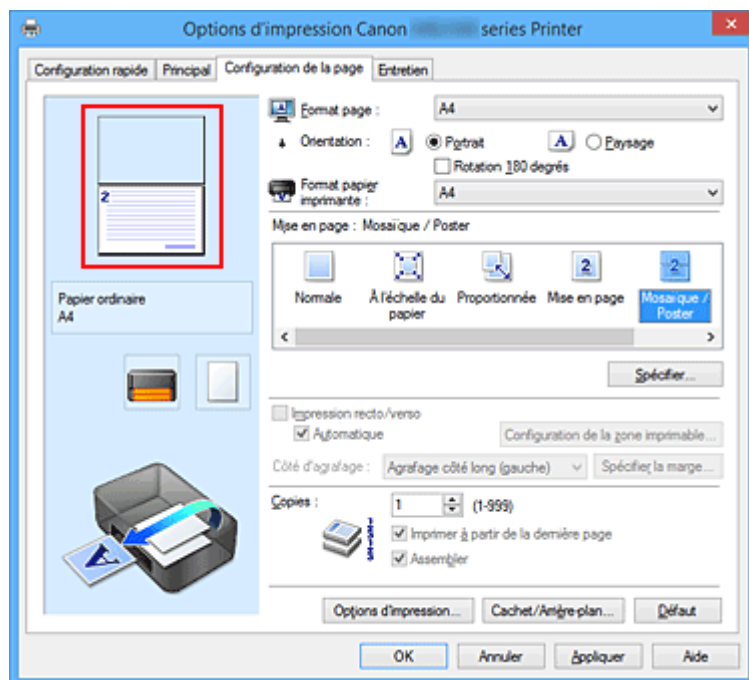 Options d'impression Canon series Printer
Configuration rapide Principal Configuration de la page Entretien
Format page : A4
Orientation : A Portrait A Paysage
Rotation 180 degrés
Format papier imprimante : A4
Mise en page : Mosaïque / Poster
2
2
2
Normale
À l'échelle du papier
Proportionnée
Mise en page
Mosaïque / Poster
Papier ordinaire
A4
Spécifier...
Impression recto/verso
Automatique
Configuration de la zone imprimable...
Côté d'agrafage : Agrafage côté long (gauche) Spécifier la marge...
Copies : 1 (1-999)
Imprimer à partir de la dernière page
Assembler
A
Options d'impression... Cachet/Arrière-plan... Défaut
OK Annuler Appliquer Aide